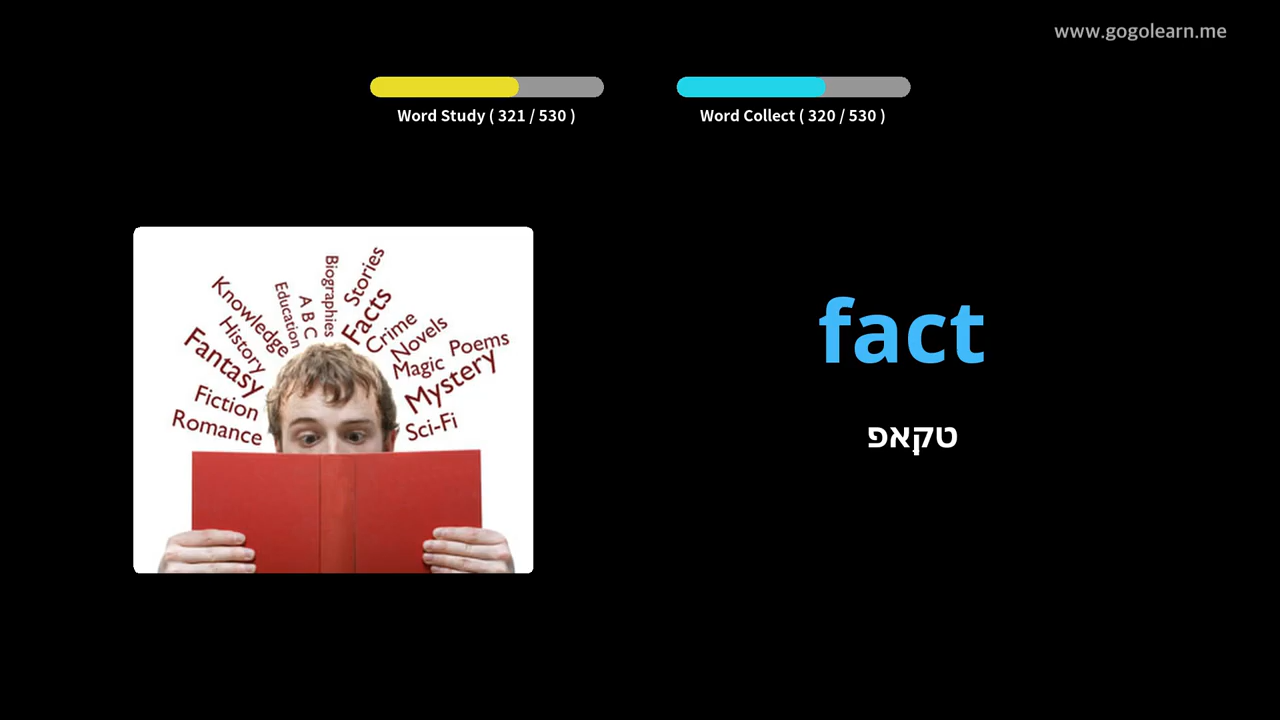 www.gogolearn.me
Word Study ( 321 / 530 )
Word Collect ( 320 / 530 )
Knowledge
Education
A B C
Biographies
Stories
Facts
Crime
Novels
Poems
Magic
Mystery
Sci-Fi
History
Fantasy
Fiction
Romance
fact
טקאפ